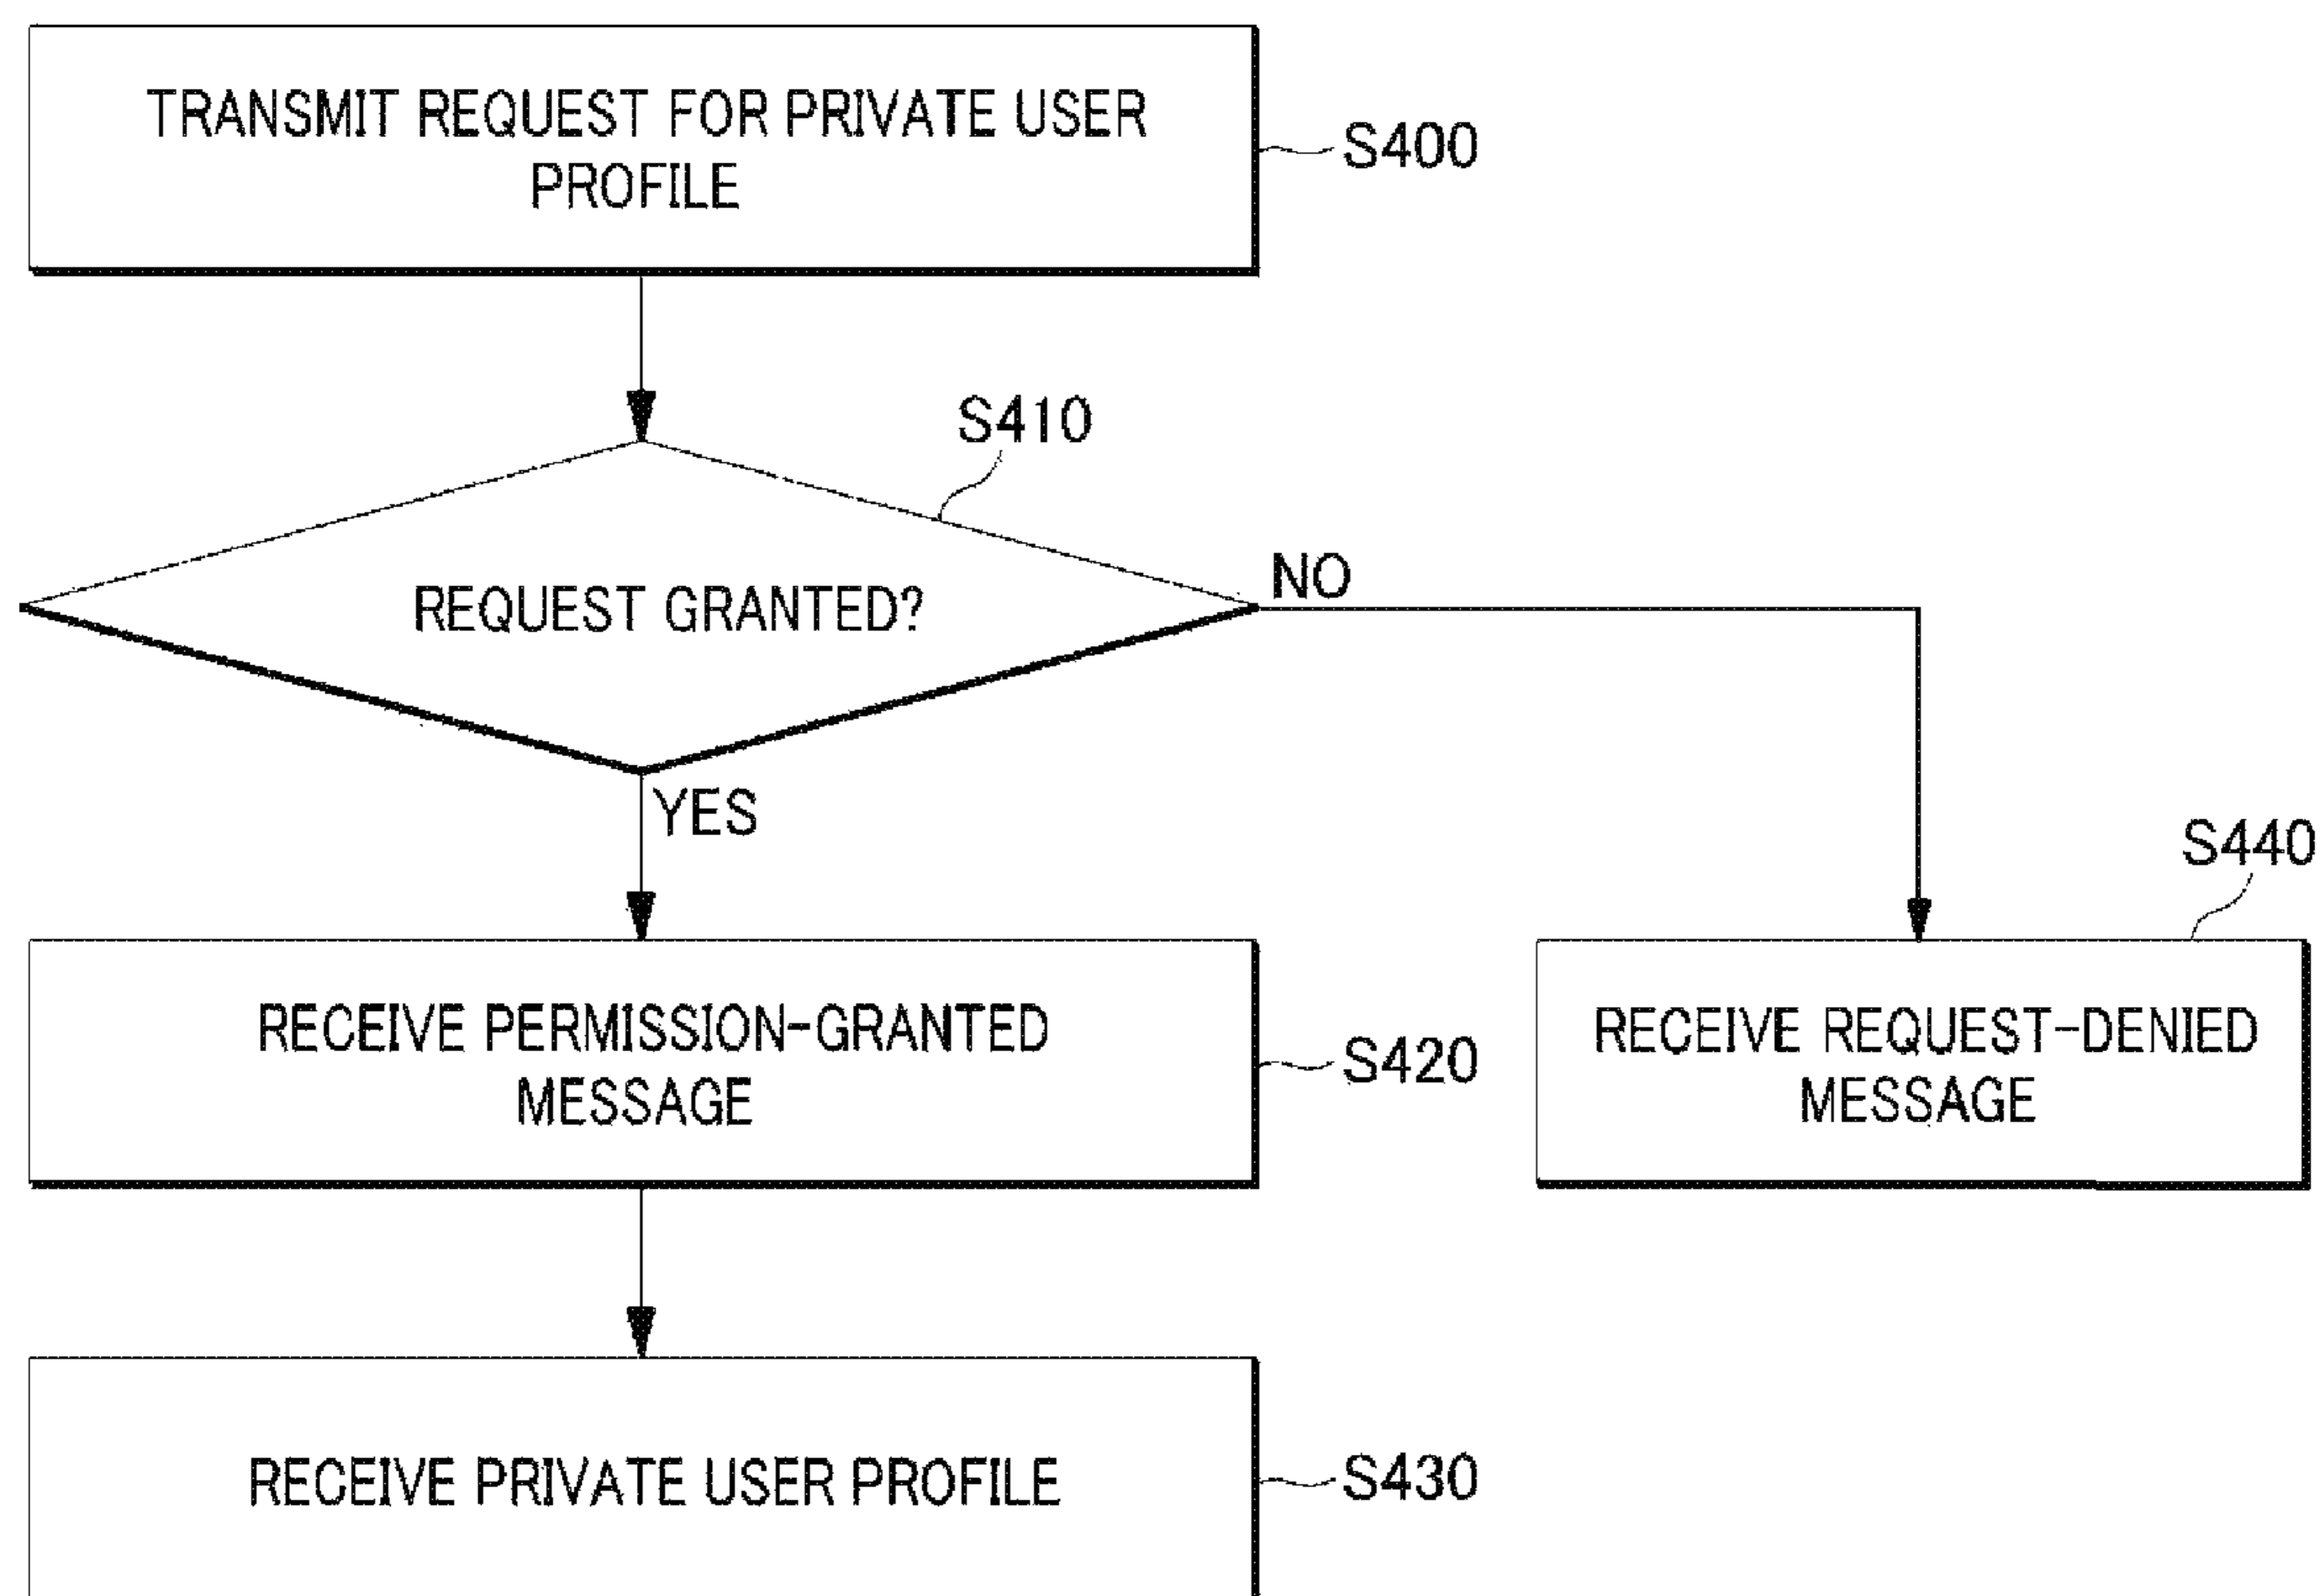 TRANSMIT REQUEST FOR PRIVATE USER
PROFILE
S400
S410
REQUEST GRANTED?
NO
YES
S440
RECEIVE PERMISSION-GRANTED
MESSAGE
S420
RECEIVE REQUEST-DENIED
MESSAGE
RECEIVE PRIVATE USER PROFILE
S430